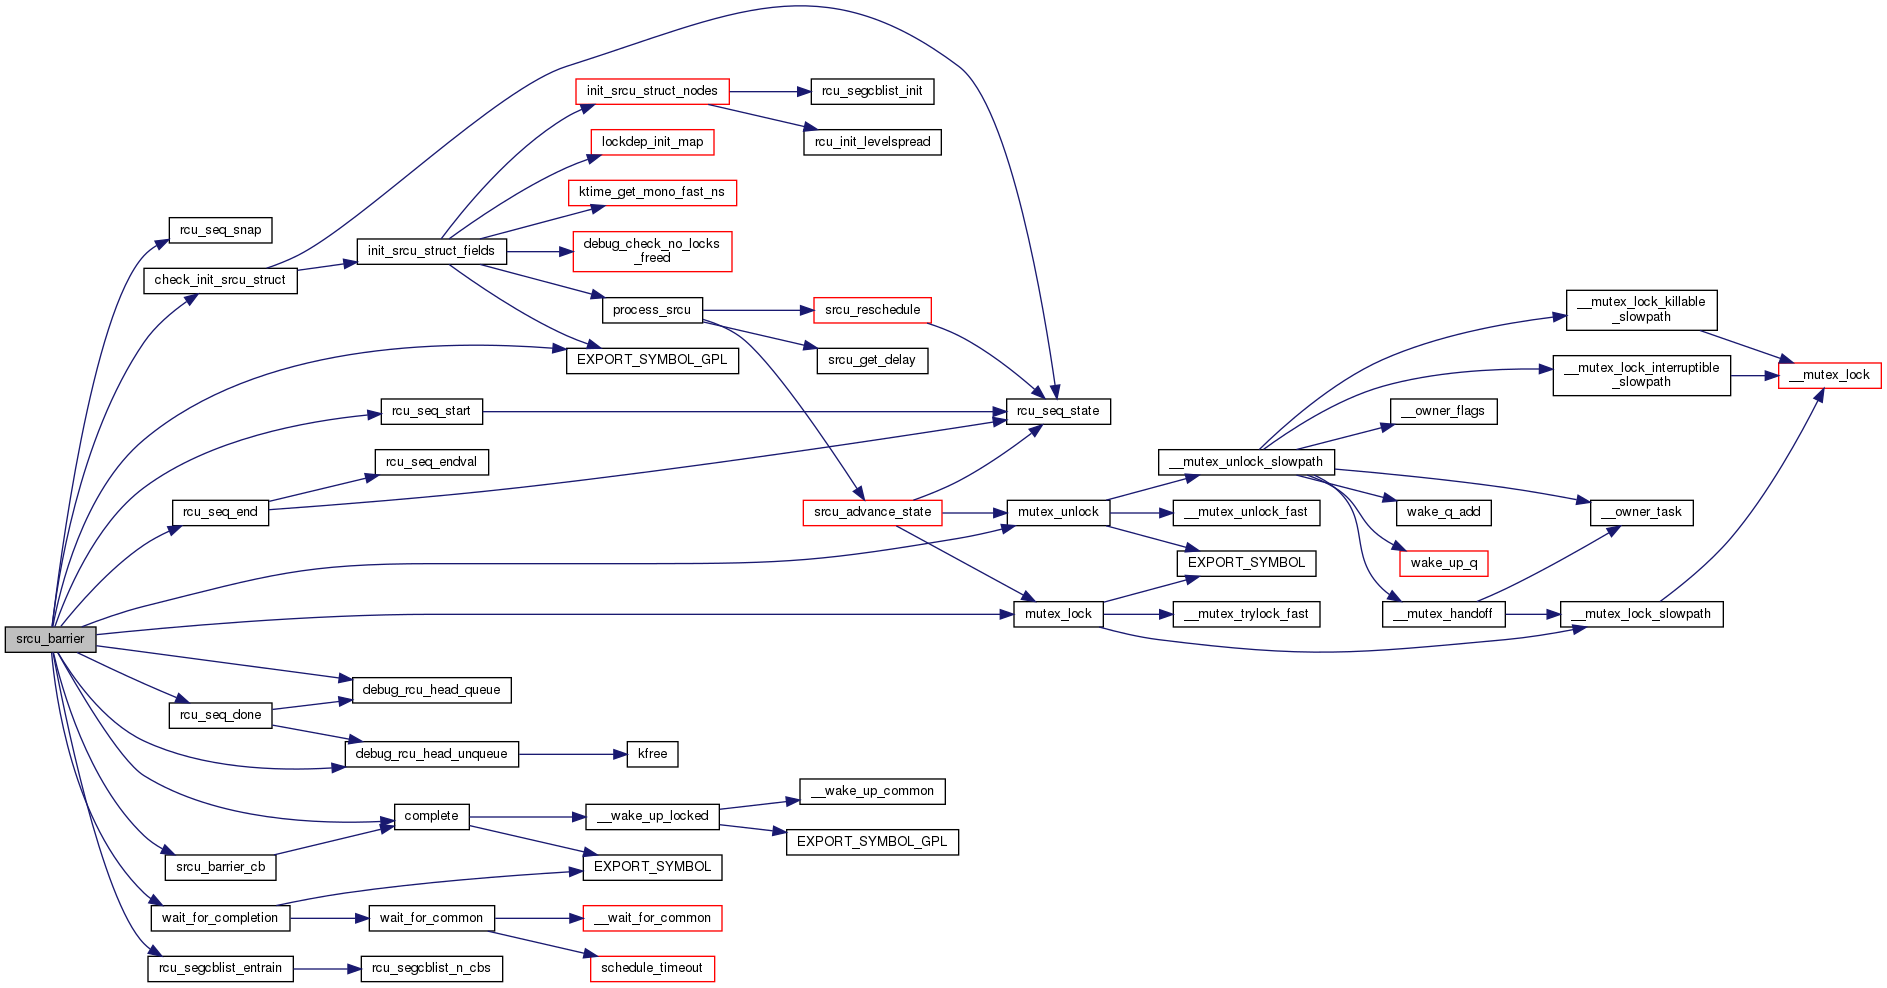 init_srcu_struct_nodes
rcu_segcblist_init
lockdep_init_map
rcu_init_levelspread
ktime_get_mono_fast_ns
rcu_seq_snap
init_srcu_struct_fields
debug_check_no_locks
_freed
check_init_srcu_struct
process_srcu
srcu_reschedule
__mutex_lock_killable
_slowpath
EXPORT_SYMBOL_GPL
srcu_get_delay
__mutex_lock_interruptible
_slowpath
__mutex_lock
rcu_seq_start
rcu_seq_state
__owner_flags
rcu_seq_endval
__mutex_unlock_slowpath
rcu_seq_end
srcu_advance_state
mutex_unlock
__mutex_unlock_fast
wake_q_add
__owner_task
EXPORT_SYMBOL
wake_up_q
srcu_barrier
mutex_lock
__mutex_trylock_fast
__mutex_handoff
__mutex_lock_slowpath
debug_rcu_head_queue
rcu_seq_done
debug_rcu_head_unqueue
kfree
complete
__wake_up_locked
__wake_up_common
EXPORT_SYMBOL_GPL
srcu_barrier_cb
EXPORT_SYMBOL
wait_for_completion
wait_for_common
__wait_for_common
rcu_segcblist_entrain
rcu_segcblist_n_cbs
schedule_timeout